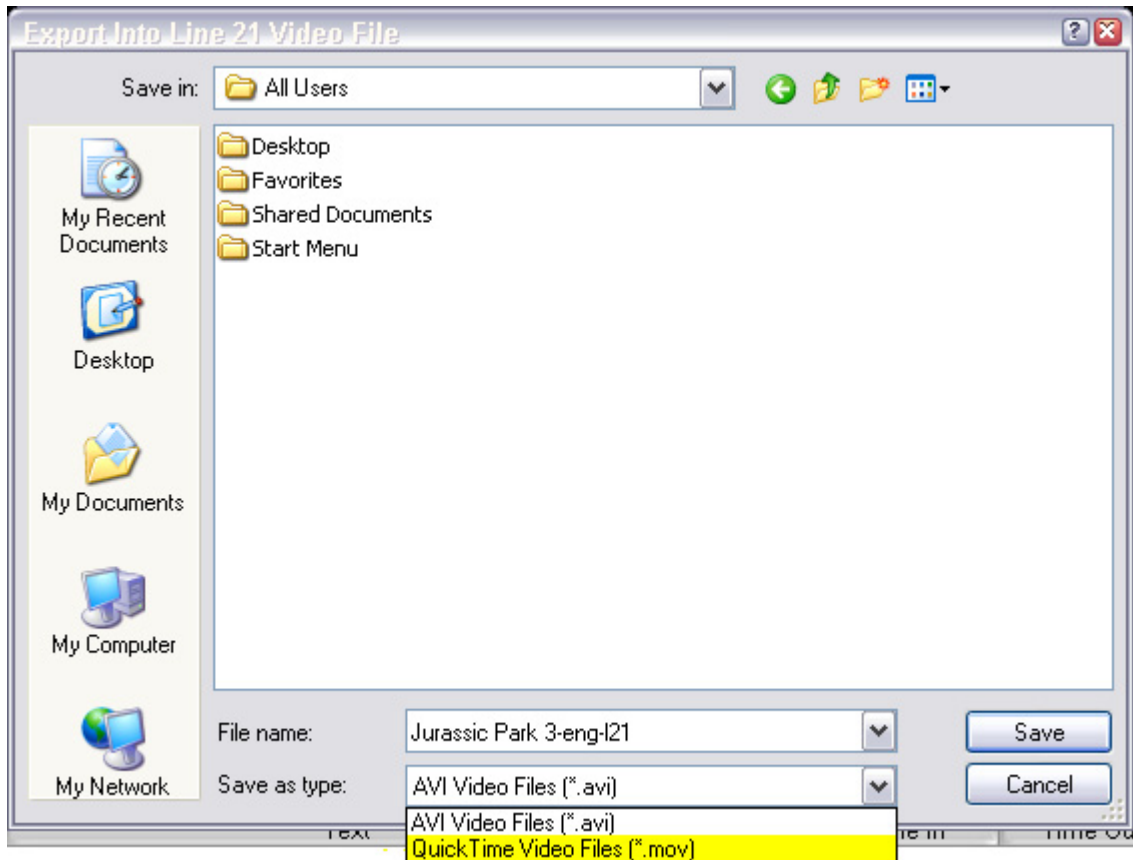 Export Into Line 21 Video File
Save in: All Users
Desktop
Favorites
Shared Documents
Start Menu
My Recent
Documents
Desktop
My Documents
My Computer
My Network
File name: Jurassic Park 3-eng-l21 Save
Save as type: AVI Video Files (*.avi) Cancel
AVI Video Files (*.avi)
QuickTime Video Files (*.mov)
Text